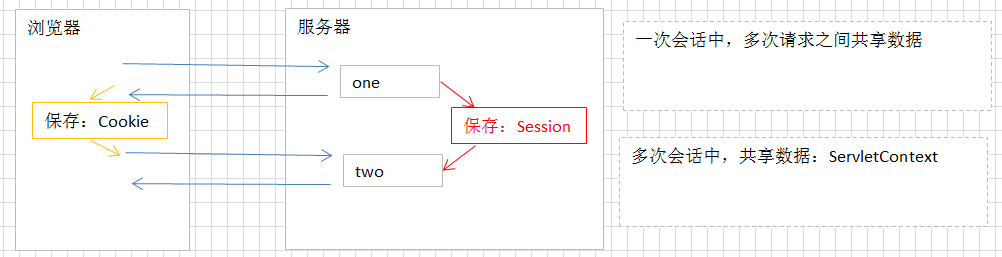 浏览器
保存：Cookie
服务器
one
保存：Session
two
一次会话中，多次请求之间共享数据
多次会话中，共享数据：ServletContext